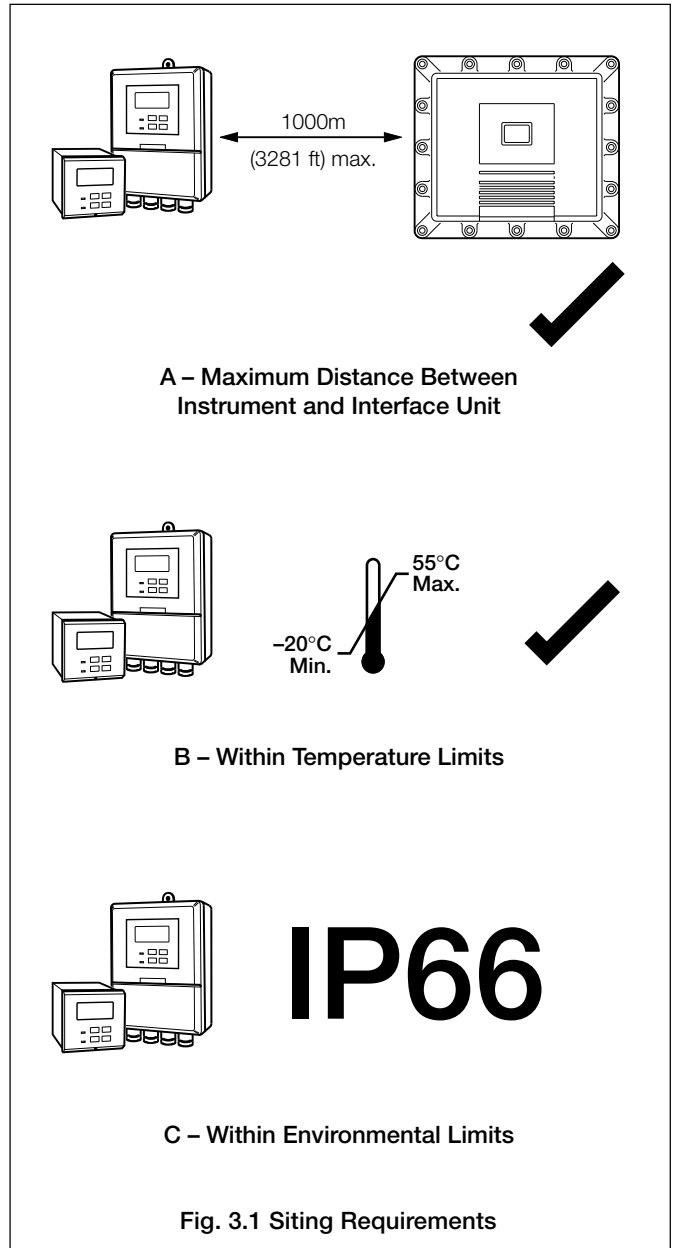 1000m
(3281 ft) max.
A – Maximum Distance Between
Instrument and Interface Unit
55°C
Max.
–20°C
Min.
B – Within Temperature Limits
IP66
C – Within Environmental Limits
Fig. 3.1 Siting Requirements